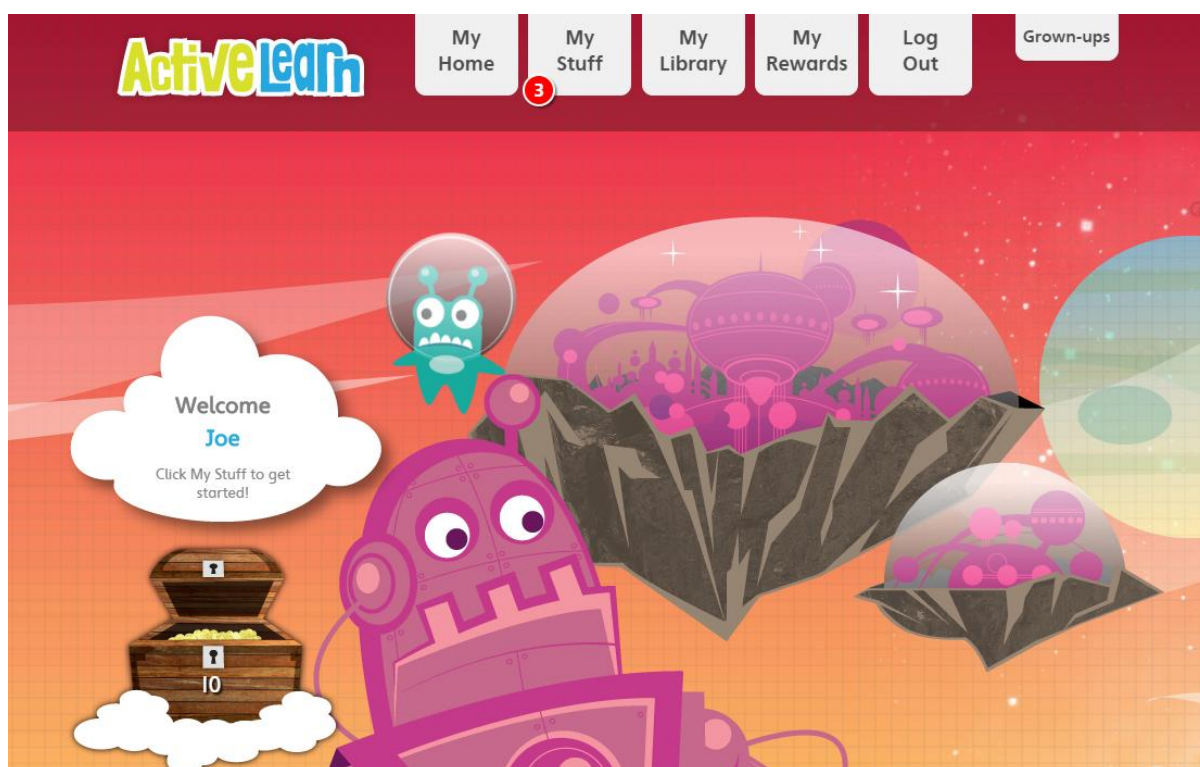 ActiveLearn
My
Home
My
Stuff
3
My
Library
My
Rewards
Log
Out
Grown-ups
Welcome
Joe
Click My Stuff to get
started!
10